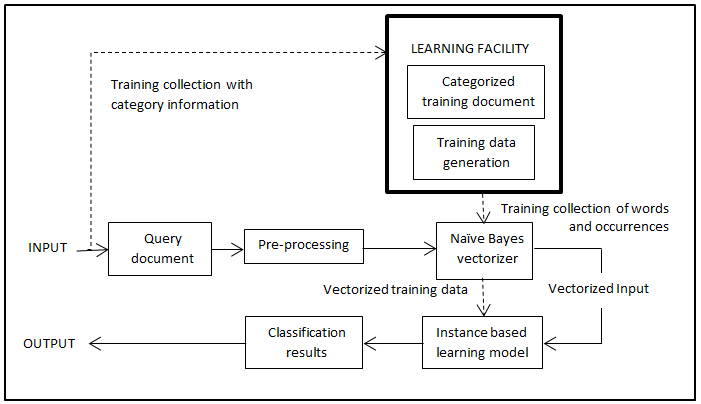 LEARNING FACILITY
Categorized
training document
Training data
generation
Training collection with
category information
Training collection of words
and occurrences
INPUT
Query
document
Pre-processing
Naïve Bayes
vectorizer
Vectorized training data
Vectorized Input
OUTPUT
Classification
results
Instance based
learning model